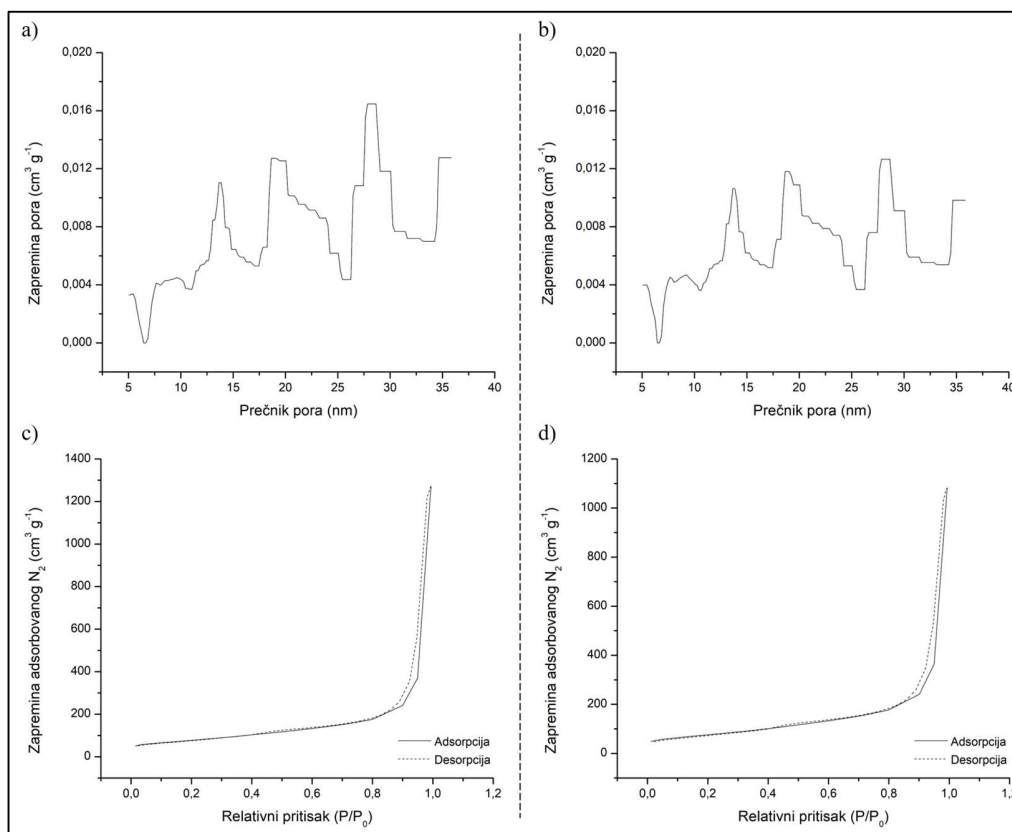 a)
0,020
0,016
0,012
0,008
0,004
0,000
Zapremina pora (cm³ g⁻¹)
5 10 15 20 25 30 35 40
Prečnik pora (nm)
b)
0,020
0,016
0,012
0,008
0,004
0,000
Zapremina pora (cm³ g⁻¹)
5 10 15 20 25 30 35 40
Prečnik pora (nm)
c)
1400
1200
1000
800
600
400
200
0
Zapremina adsorbovanog N₂ (cm³ g⁻¹)
Adsorpcija
Desorpcija
0,0 0,2 0,4 0,6 0,8 1,0 1,2
Relativni pritisak (P/P₀)
d)
1200
1000
800
600
400
200
0
Zapremina adsorbovanog N₂ (cm³ g⁻¹)
Adsorpcija
Desorpcija
0,0 0,2 0,4 0,6 0,8 1,0 1,2
Relativni pritisak (P/P₀)